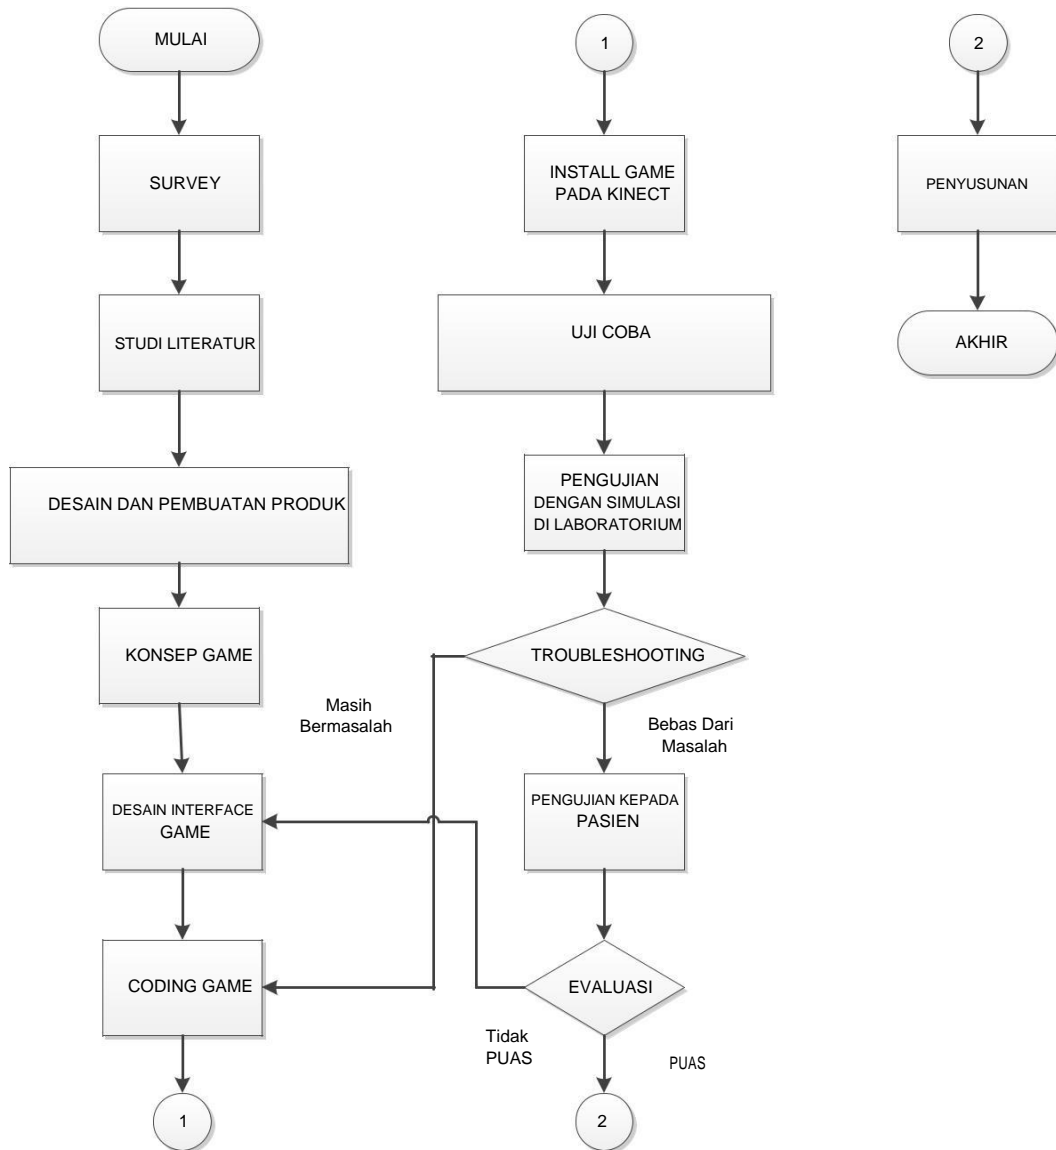 MULAI
SURVEY
STUDI LITERATUR
DESAIN DAN PEMBUATAN PRODUK
KONSEP GAME
DESAIN INTERFACE
GAME
CODING GAME
1
1
INSTALL GAME
PADA KINECT
UJI COBA
PENGUJIAN
DENGAN SIMULASI
DI LABORATORIUM
TROUBLESHOOTING
Masih
Bermasalah
Bebas Dari
Masalah
PENGUJIAN KEPADA
PASIEN
EVALUASI
Tidak
PUAS
PUAS
2
2
PENYUSUNAN
AKHIR